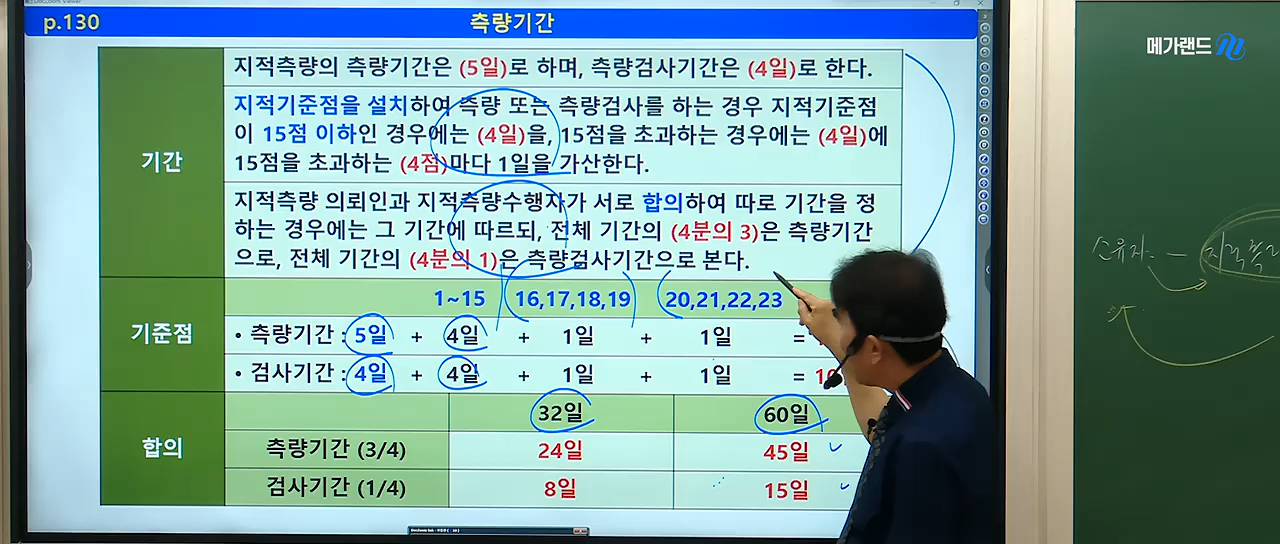 p.130 측량기간
메가랜드
지적측량의 측량기간은 (5일)로 하며, 측량검사기간은 (4일)로 한다.
기간
지적기준점을 설치하여 측량 또는 측량검사를 하는 경우 지적기준점
이 15점 이하인 경우에는 (4일)을, 15점을 초과하는 경우에는 (4일)에
15점을 초과하는 (4점)마다 1일을 가산한다.
지적측량 의뢰인과 지적측량수행자가 서로 합의하여 따로 기간을 정
하는 경우에는 그 기간에 따르되, 전체 기간의 (4분의 3)은 측량기간
으로, 전체 기간의 (4분의 1)은 측량검사기간으로 본다.
기준점
1~15 16,17,18,19 20,21,22,23
• 측량기간 : 5일 + 4일 + 1일 + 1일 =
• 검사기간 : 4일 + 4일 + 1일 + 1일 = 10
합의
32일 60일
측량기간 (3/4) 24일 45일
검사기간 (1/4) 8일 15일
소유자 —